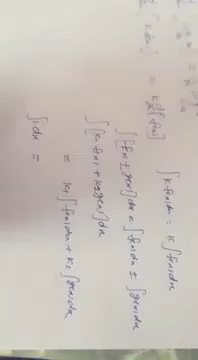 ∫k f(x)dx = k∫f(x)dx
∫[f(x) ± g(x)]dx = ∫f(x)dx ± ∫g(x)dx
∫[k₁f(x) + k₂g(x)]dx
= k₁∫f(x)dx + k₂∫g(x)dx
∫1dx =